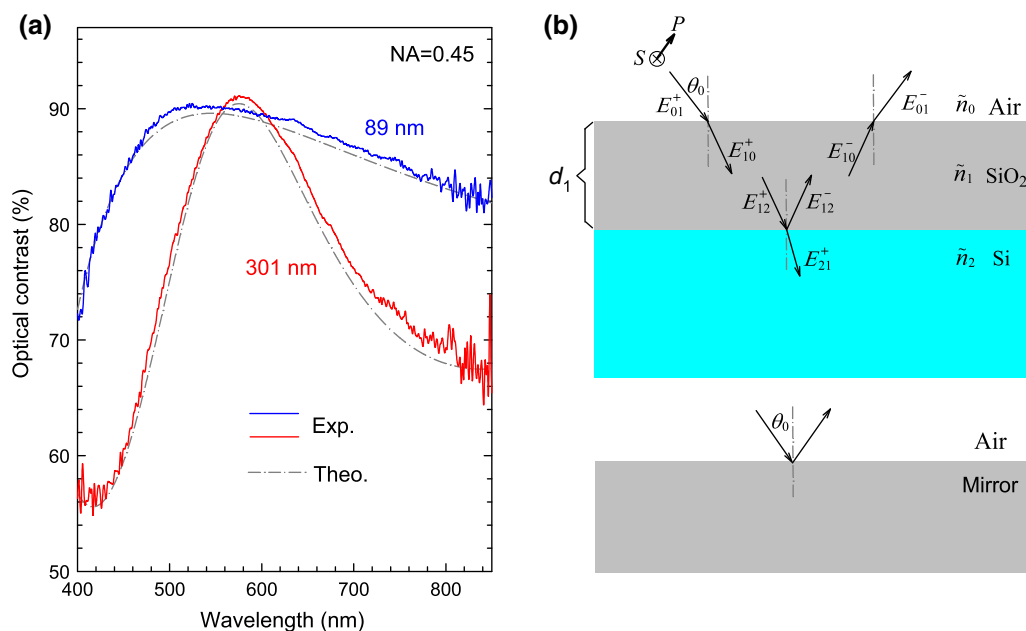 (a)
NA=0.45
89 nm
301 nm
Exp.
Theo.
Optical contrast (%)
90
80
70
60
50
400 500 600 700 800
Wavelength (nm)
(b)
P
S
θ₀
E₀₁⁺
E₀₁⁻
ñ₀ Air
d₁
E₁₀⁺
E₁₀⁻
ñ₁ SiO₂
E₁₂⁺
E₁₂⁻
E₂₁⁺
ñ₂ Si
θ₀
Air
Mirror